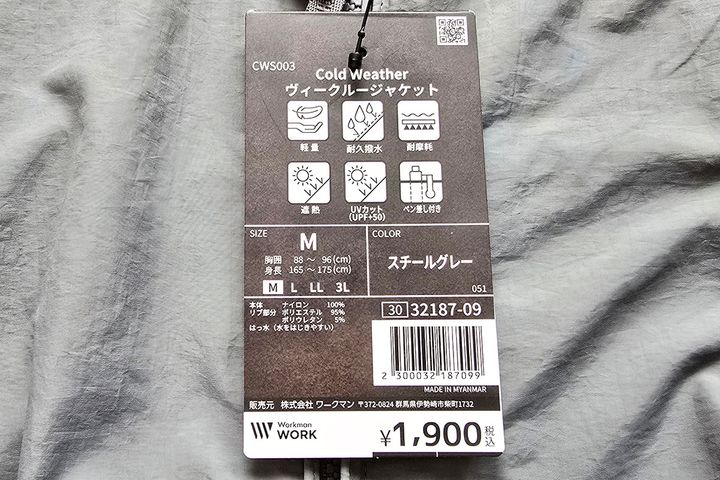 CWS003
Cold Weather
ヴィークルージャケット
軽量
耐久撥水
耐摩耗
遮熱
UVカット
(UPF+50)
ペン差し付き
SIZE
M
胸囲 88～ 96(cm)
身長 165～175(cm)
M L LL 3L
COLOR
スチールグレー
051
本体 ナイロン 100%
リブ部分 ポリエステル 95%
ポリウレタン 5%
はっ水(水をはじきやすい)
30 32187-09
2 300032 187099
MADE IN MYANMAR
販売元 株式会社 ワークマン 〒372-0824 群馬県伊勢崎市柴町1732
Workman
WORK
¥1,900税込